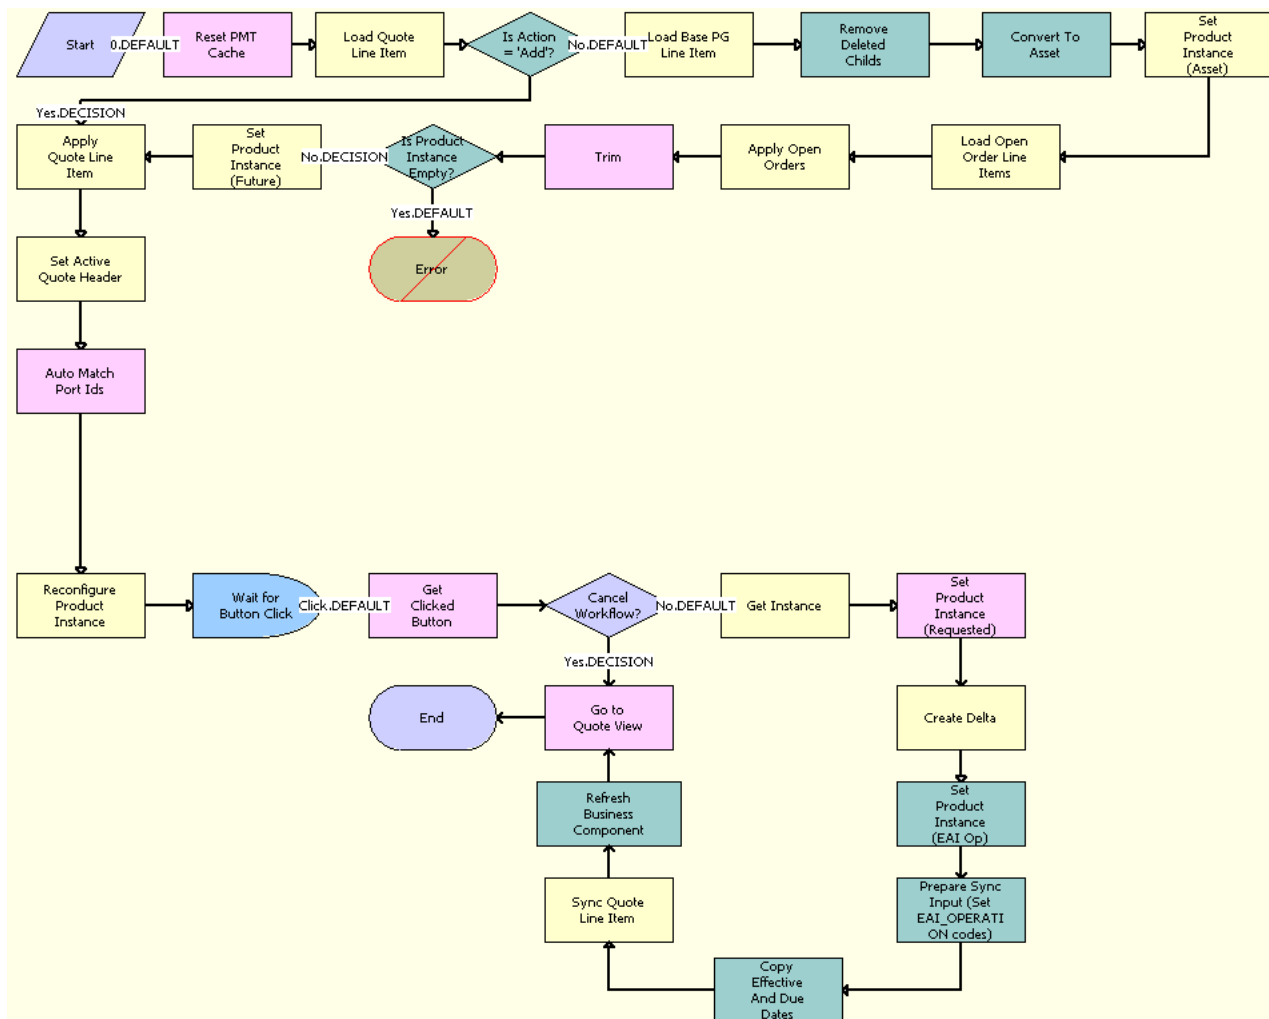 Start
0.DEFAULT
Reset PMT
Cache
Load Quote
Line Item
Is Action
= 'Add'?
No.DEFAULT
Load Base PG
Line Item
Remove
Deleted
Childs
Convert To
Asset
Set
Product
Instance
(Asset)
Yes.DECISION
Apply
Quote Line
Item
Set
Product
Instance
(Future)
No.DECISION
Is Product
Instance
Empty?
Trim
Apply Open
Orders
Load Open
Order Line
Items
Yes.DEFAULT
Set Active
Quote Header
Error
Auto Match
Port Ids
Reconfigure
Product
Instance
Wait for
Button Click
Click.DEFAULT
Get
Clicked
Button
Cancel
Workflow?
No.DEFAULT
Get Instance
Set
Product
Instance
(Requested)
Yes.DECISION
End
Go to
Quote View
Create Delta
Refresh
Business
Component
Set
Product
Instance
(EAI Op)
Sync Quote
Line Item
Prepare Sync
Input (Set
EAI_OPERATI
ON codes)
Copy
Effective
And Due
Dates